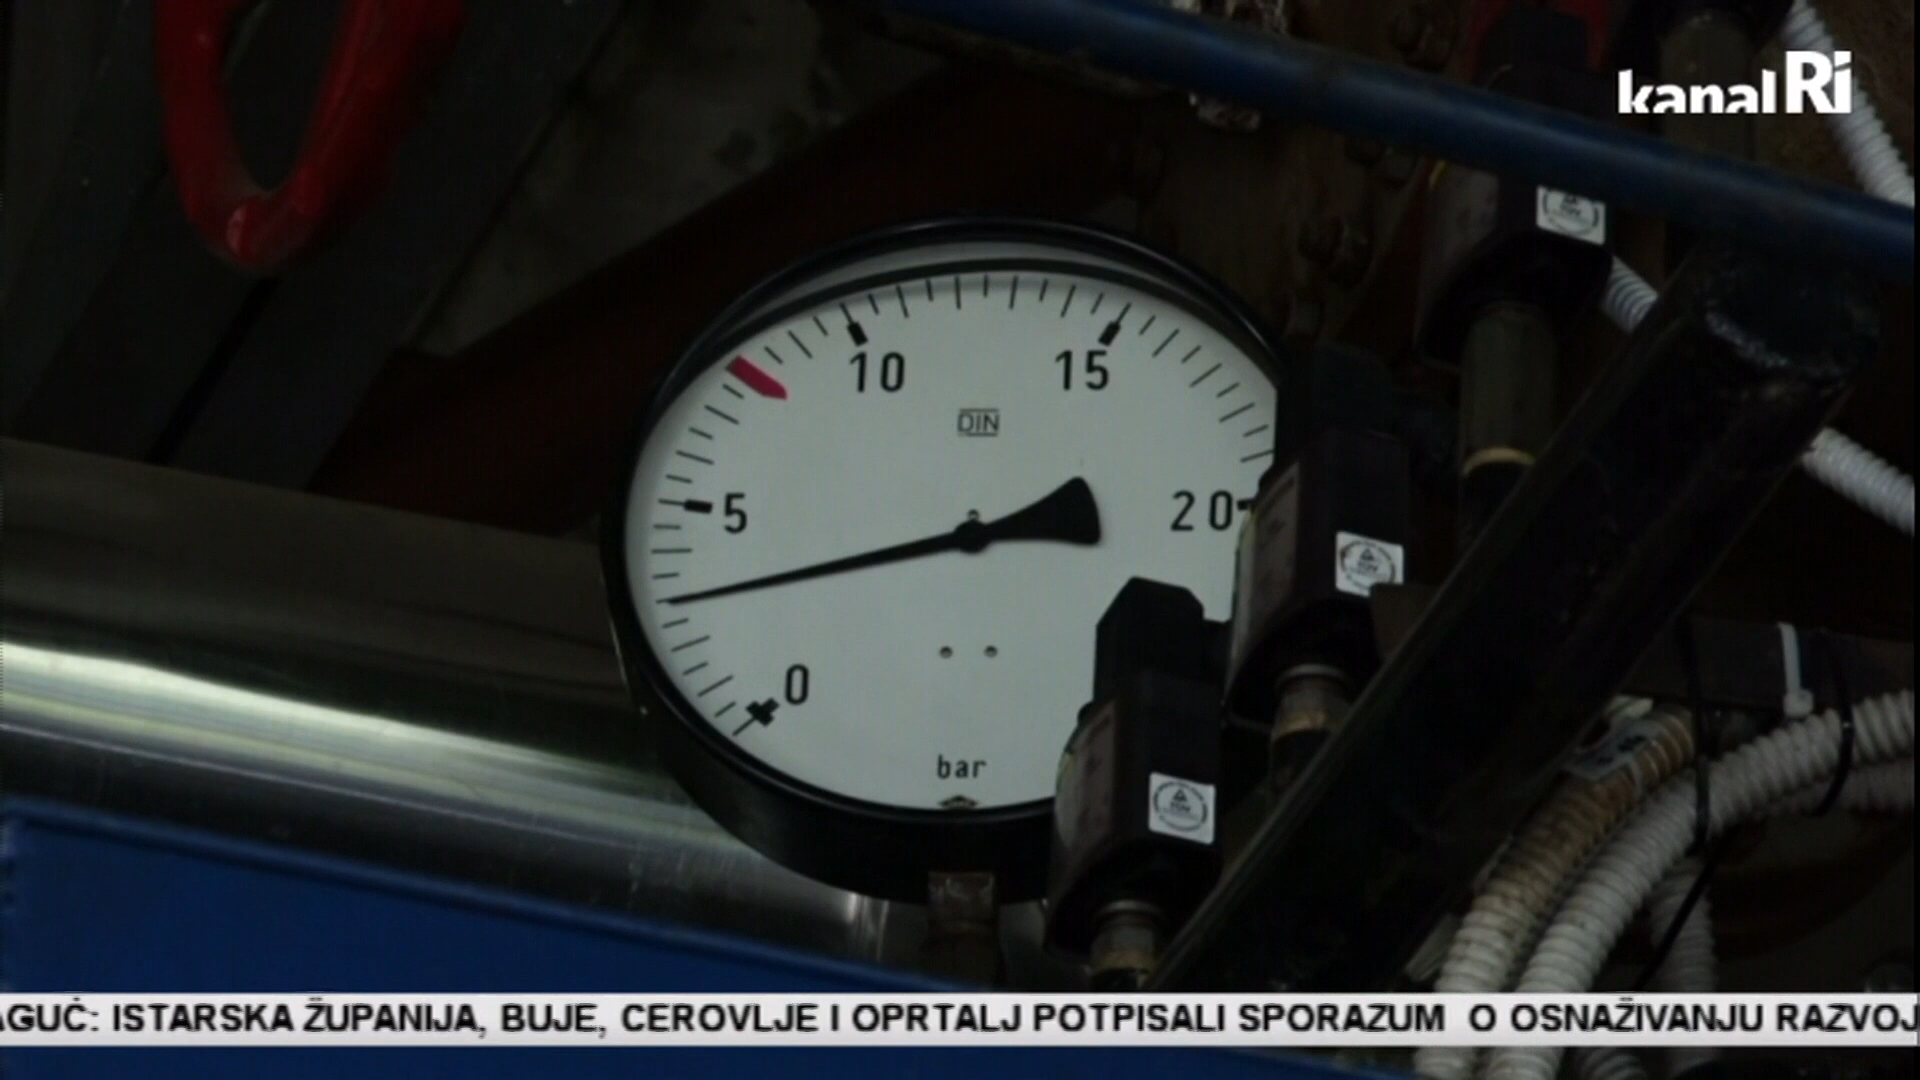 kanal Ri
10
15
DIN
5
20
0
bar
AGUĆ: ISTARSKA ŽUPANIJA, BUJE, CEROVLJE I OPRTALJ POTPISALI SPORAZUM O OSNAŽIVANJU RAZVOJ